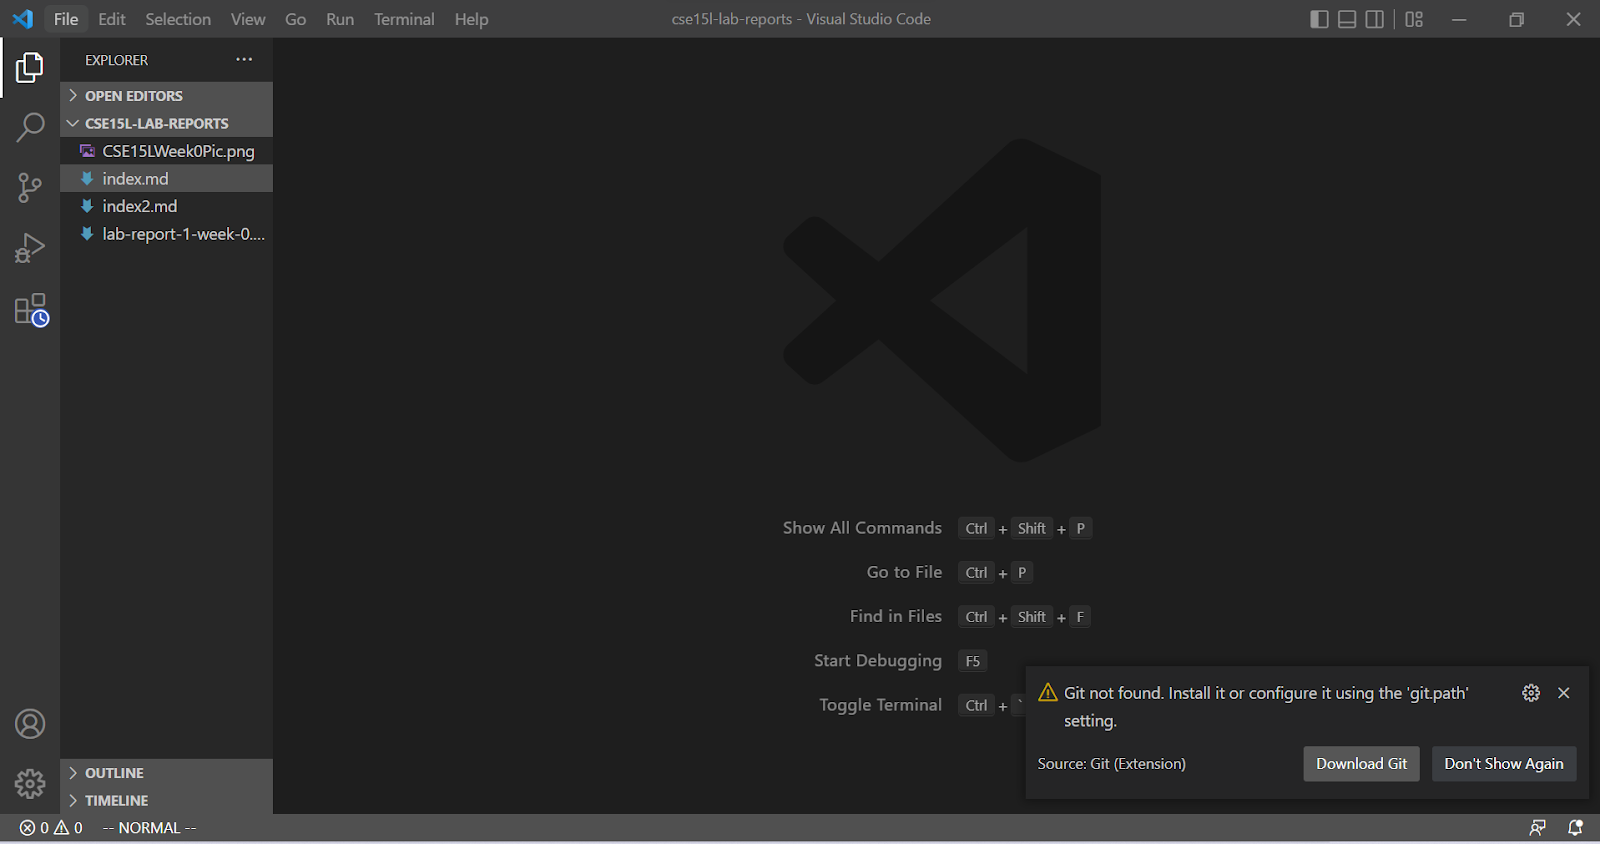 File Edit Selection View Go Run Terminal Help cse15l-lab-reports - Visual Studio Code
EXPLORER
OPEN EDITORS
CSE15L-LAB-REPORTS
CSE15LWeek0Pic.png
index.md
index2.md
lab-report-1-week-0....
Show All Commands Ctrl + Shift + P
Go to File Ctrl + P
Find in Files Ctrl + Shift + F
Start Debugging F5
Toggle Terminal Ctrl + `
Git not found. Install it or configure it using the 'git.path'
setting.
Source: Git (Extension) Download Git Don't Show Again
OUTLINE
TIMELINE
0 0 -- NORMAL --